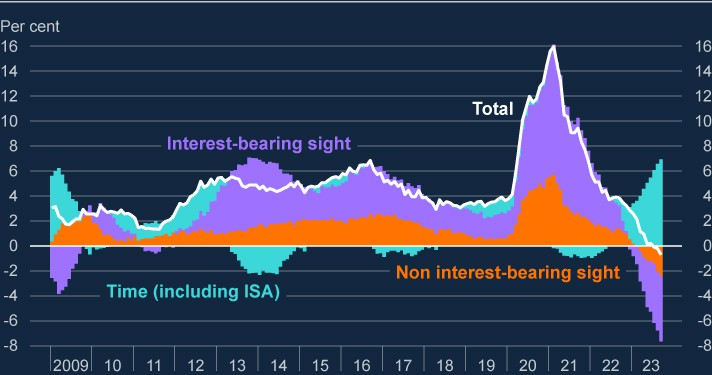 Per cent
16 16
14 14
12 12
10 10
8 8
6 6
4 4
2 2
0 0
-2 -2
-4 -4
-6 -6
-8 -8
Total
Interest-bearing sight
Non interest-bearing sight
Time (including ISA)
2009 10 11 12 13 14 15 16 17 18 19 20 21 22 23